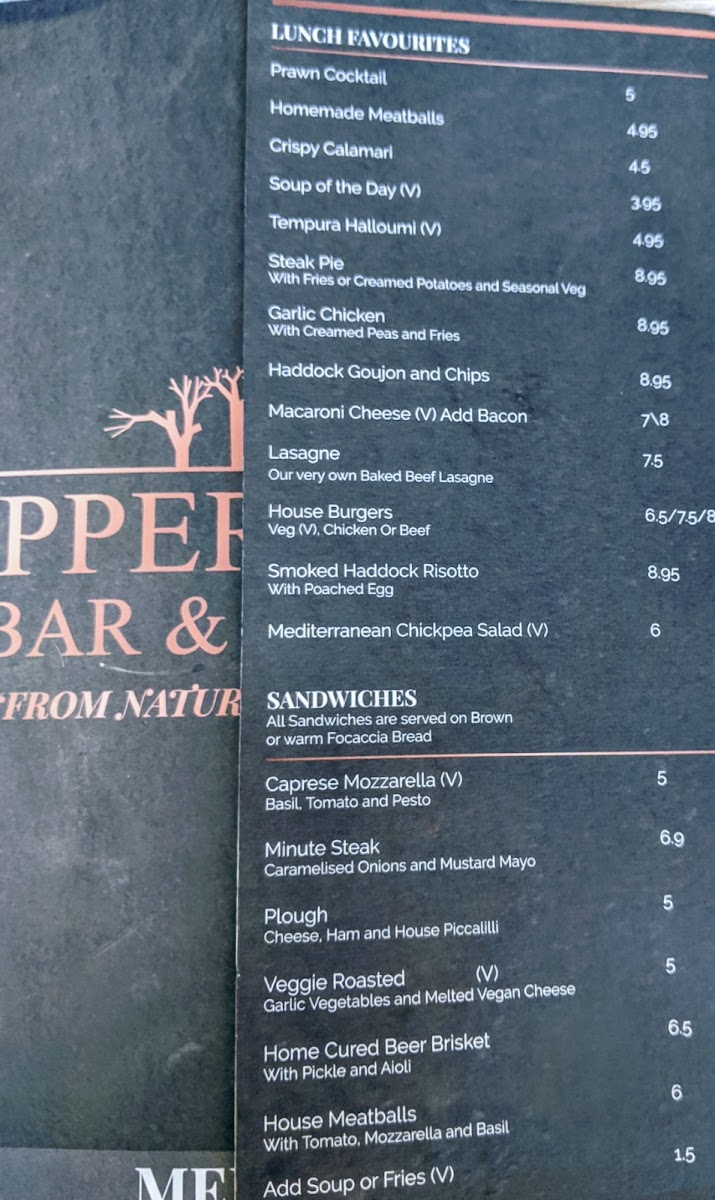 LUNCH FAVOURITES
Prawn Cocktail 5
Homemade Meatballs 4.95
Crispy Calamari 4.5
Soup of the Day (V) 3.95
Tempura Halloumi (V) 4.95
Steak Pie 8.95
With Fries or Creamed Potatoes and Seasonal Veg
Garlic Chicken 8.95
With Creamed Peas and Fries
Haddock Goujon and Chips 8.95
Macaroni Cheese (V) Add Bacon 7\8
Lasagne 7.5
Our very own Baked Beef Lasagne
House Burgers 6.5/7.5/8
Veg (V), Chicken Or Beef
Smoked Haddock Risotto 8.95
With Poached Egg
Mediterranean Chickpea Salad (V) 6
SANDWICHES
All Sandwiches are served on Brown
or warm Focaccia Bread
Caprese Mozzarella (V) 5
Basil, Tomato and Pesto
Minute Steak 6.9
Caramelised Onions and Mustard Mayo
Plough 5
Cheese, Ham and House Piccalilli
Veggie Roasted (V) 5
Garlic Vegetables and Melted Vegan Cheese
Home Cured Beer Brisket 6.5
With Pickle and Aioli
House Meatballs 6
With Tomato, Mozzarella and Basil
Add Soup or Fries (V) 1.5
PPER
BAR &
"FROM NATUR
ME